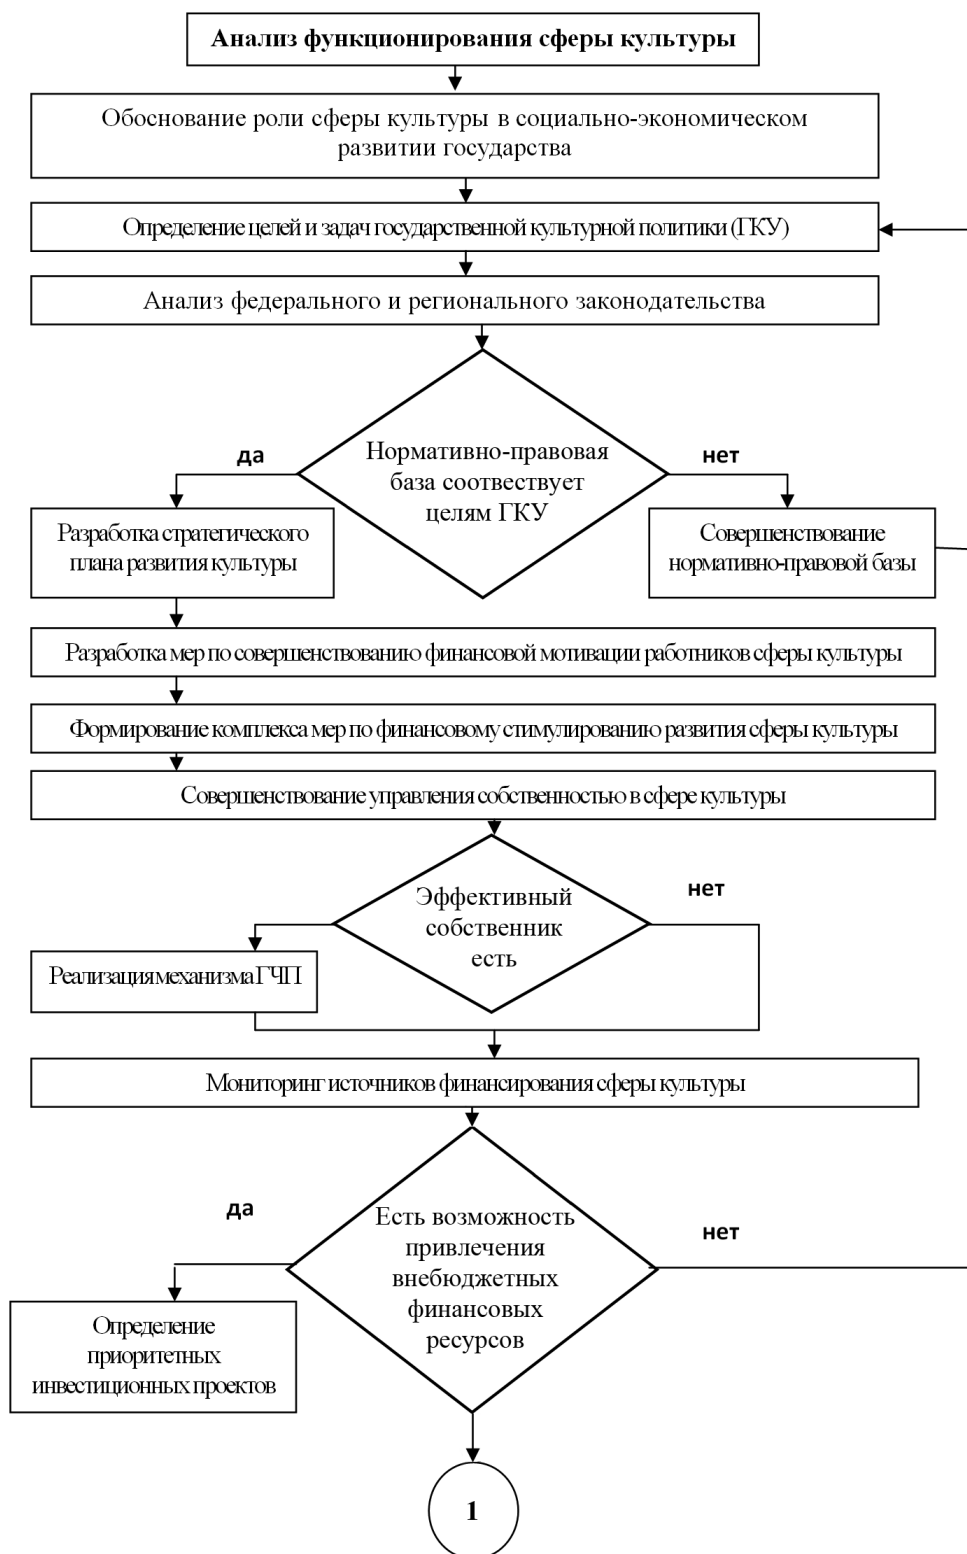 Анализ функционирования сферы культуры
Обоснование роли сферы культуры в социально-экономическом
развитии государства
Определение целей и задач государственной культурной политики (ГКУ)
Анализ федерального и регионального законодательства
Нормативно-правовая
база соотвествует
целям ГКУ
да
нет
Разработка стратегического
плана развития культуры
Совершенствование
нормативно-правовой базы
Разработка мер по совершенствованию финансовой мотивации работников сферы культуры
Формирование комплекса мер по финансовому стимулированию развития сферы культуры
Совершенствование управления собственностью в сфере культуры
Эффективный
собственник
есть
нет
Реализация механизма ГЧП
Мониторинг источников финансирования сферы культуры
да
Есть возможность
привлечения
внебюджетных
финансовых
ресурсов
нет
Определение
приоритетных
инвестиционных проектов
1